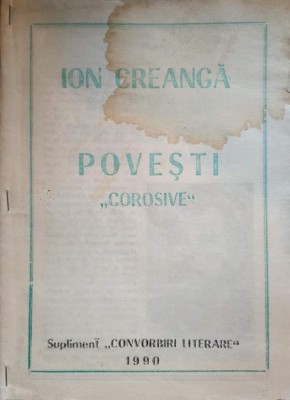 ION CREANGĂ
POVEŞTI
„COROSIVE“
Supliment „CONVORBIRI LITERARE“
1990